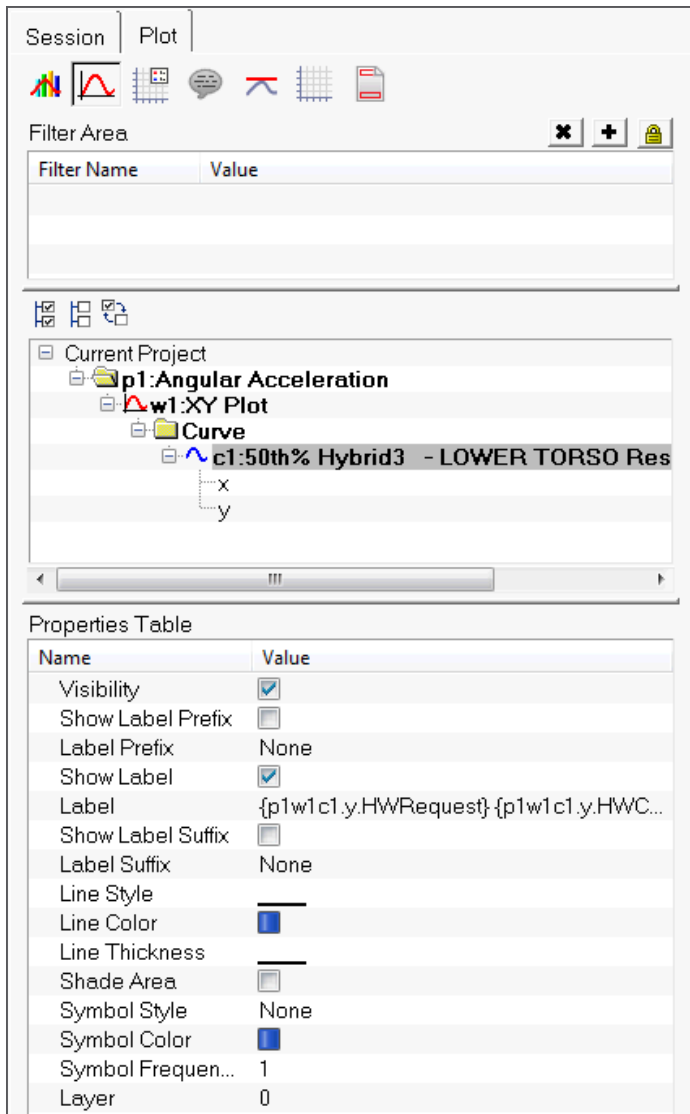 Session Plot
Filter Area
Filter Name Value
Current Project
p1:Angular Acceleration
w1:XY Plot
Curve
c1:50th% Hybrid3 - LOWER TORSO Res
x
y
Properties Table
Name Value
Visibility
Show Label Prefix
Label Prefix None
Show Label
Label {p1w1c1.y.HWRequest} {p1w1c1.y.HWC...
Show Label Suffix
Label Suffix None
Line Style
Line Color
Line Thickness
Shade Area
Symbol Style None
Symbol Color
Symbol Frequen... 1
Layer 0